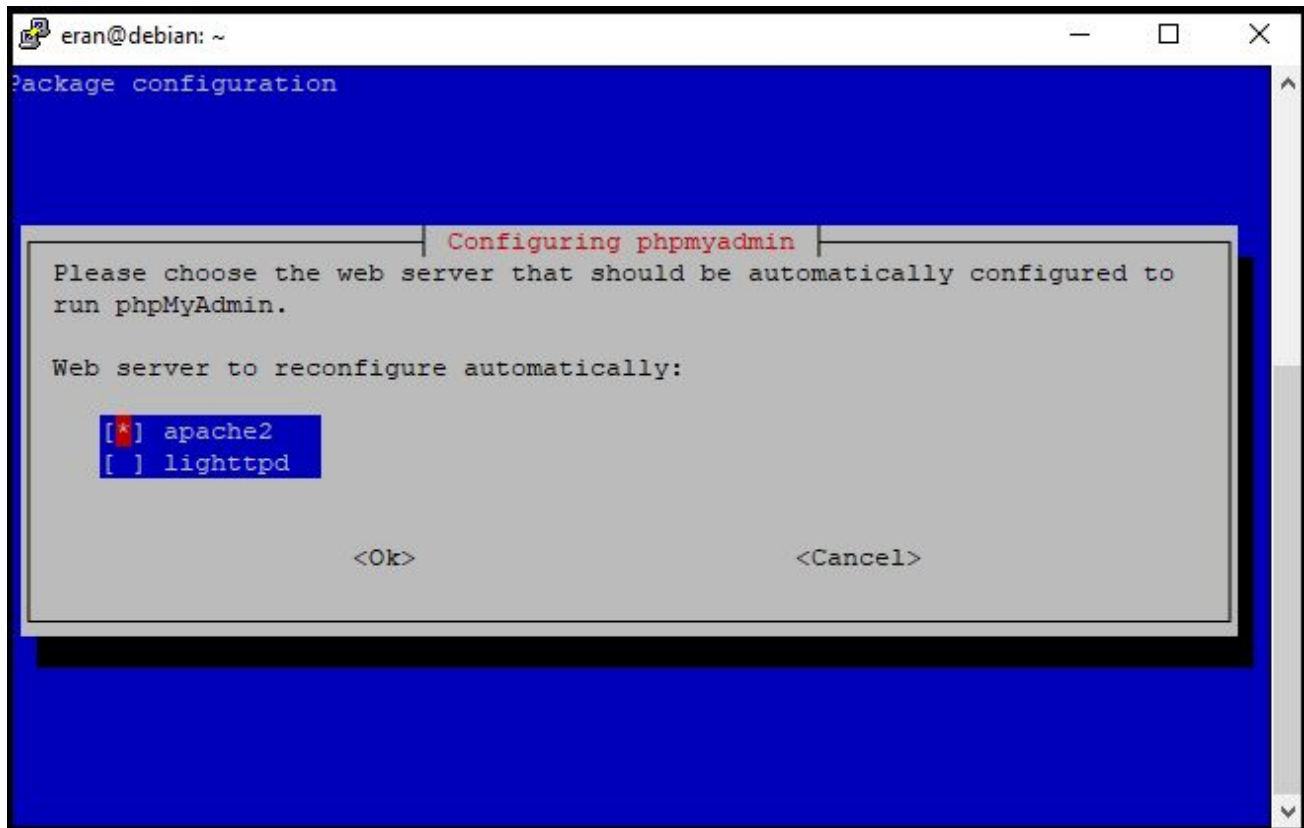 eran@debian: ~
Package configuration
Configuring phpmyadmin
Please choose the web server that should be automatically configured to
run phpMyAdmin.
Web server to reconfigure automatically:
[*] apache2
[ ] lighttpd
<Ok> <Cancel>